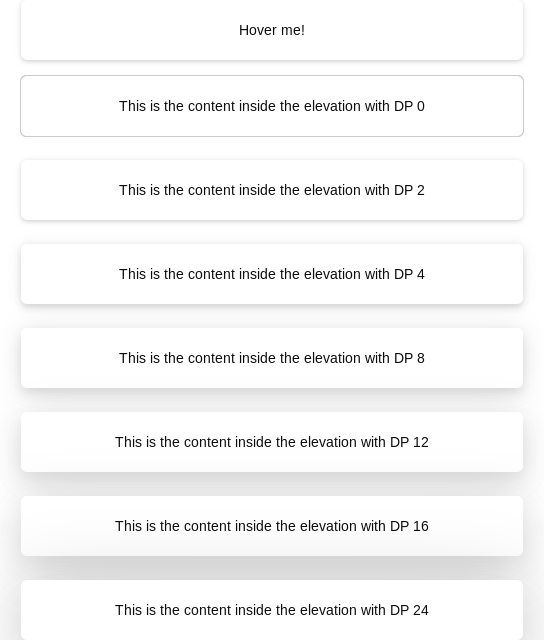 Hover me!
This is the content inside the elevation with DP 0
This is the content inside the elevation with DP 2
This is the content inside the elevation with DP 4
This is the content inside the elevation with DP 8
This is the content inside the elevation with DP 12
This is the content inside the elevation with DP 16
This is the content inside the elevation with DP 24